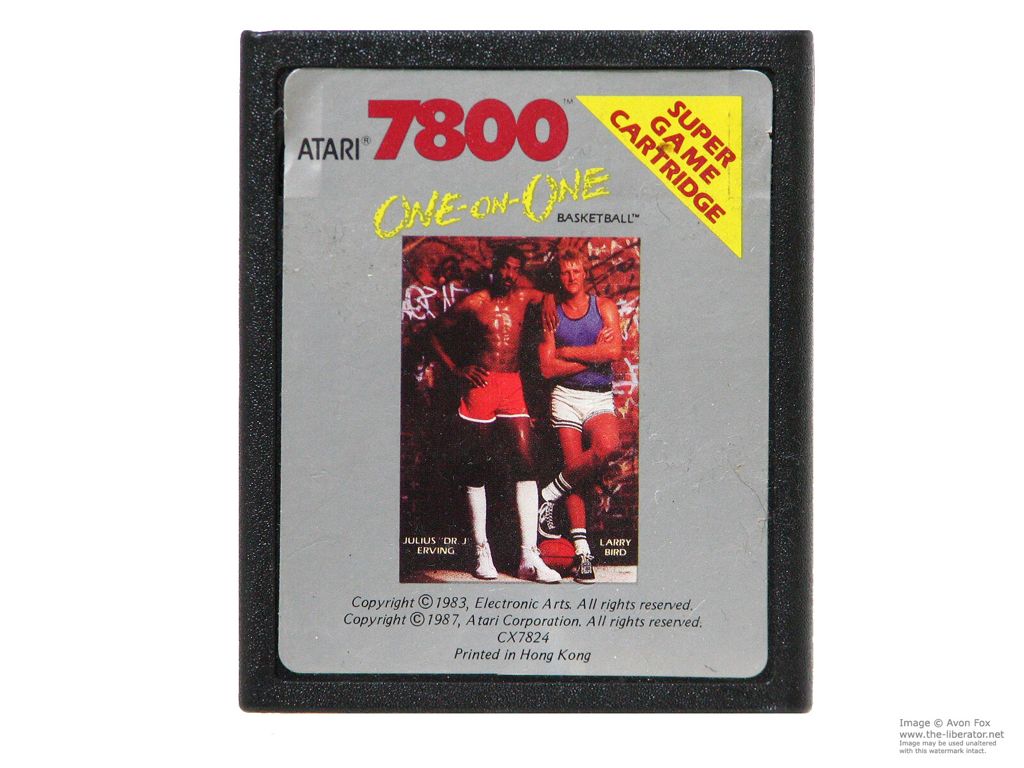 ATARI® 7800™
SUPER
GAME
CARTRIDGE
ONE-ON-ONE
BASKETBALL™
JULIUS "DR. J
ERVING
LARRY
BIRD
Copyright © 1983, Electronic Arts. All rights reserved.
Copyright © 1987, Atari Corporation. All rights reserved.
CX7824
Printed in Hong Kong
Image © Avon Fox
www.the-liberator.net
Image may be used unaltered
with this watermark intact.